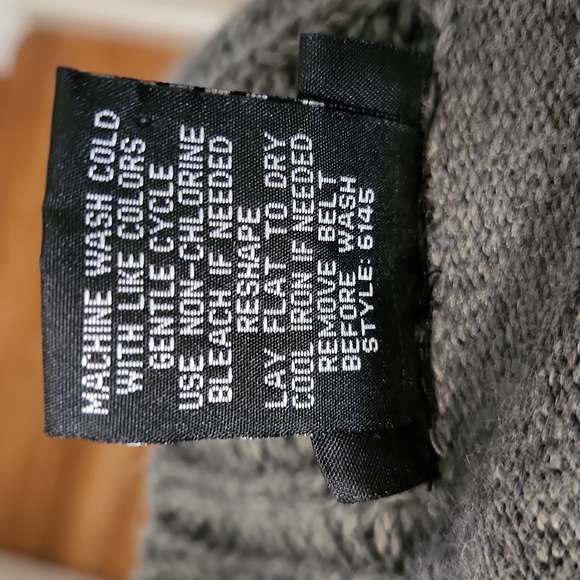 MACHINE WASH COLD
WITH LIKE COLORS
GENTLE CYCLE
USE NON-CHLORINE
BLEACH IF NEEDED
RESHAPE
LAY FLAT TO DRY
COOL IRON IF NEEDED
REMOVE BELT
BEFORE WASH
STYLE: 6145